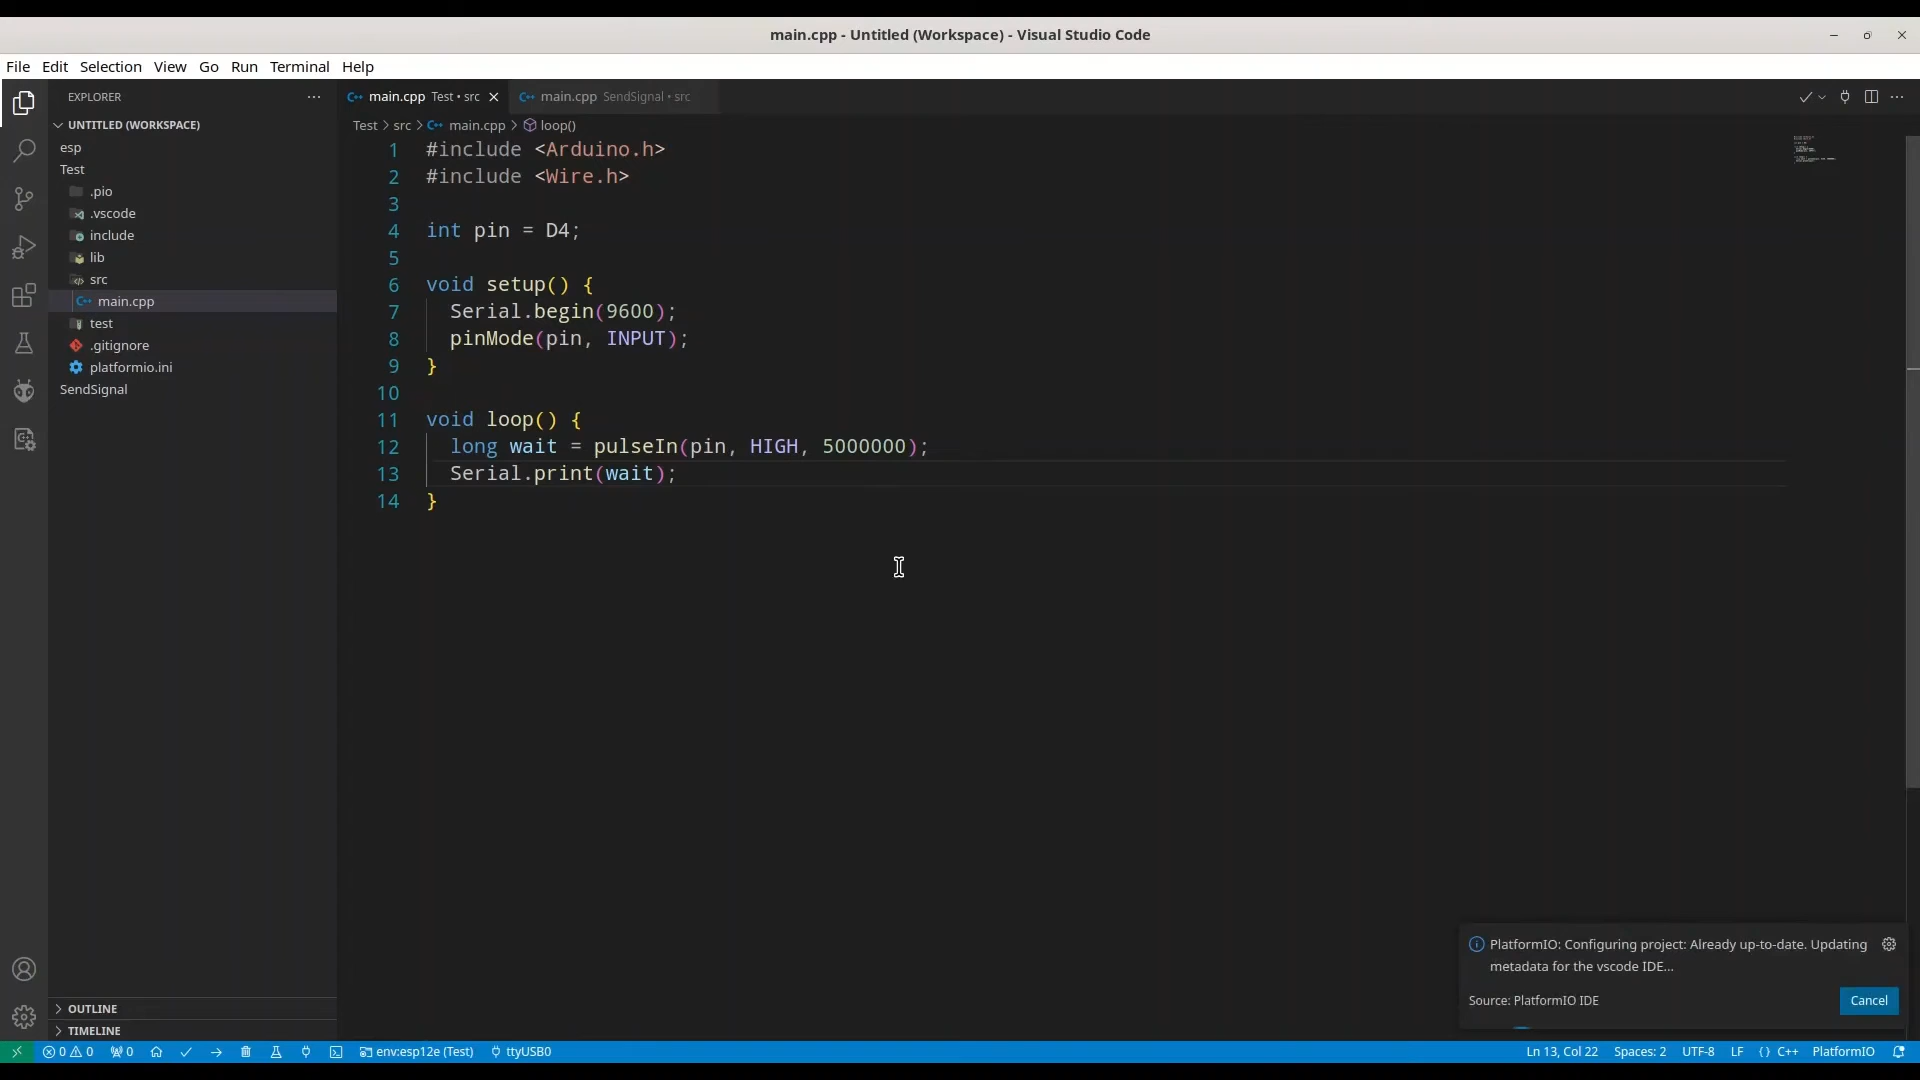 main.cpp - Untitled (Workspace) - Visual Studio Code
File Edit Selection View Go Run Terminal Help
EXPLORER
UNTITLED (WORKSPACE)
esp
Test
.pio
.vscode
include
lib
src
main.cpp
test
.gitignore
platformio.ini
SendSignal
OUTLINE
TIMELINE
main.cpp Test • src
main.cpp SendSignal • src
Test > src > main.cpp > loop()
1 #include <Arduino.h>
2 #include <Wire.h>
3
4 int pin = D4;
5
6 void setup() {
7 Serial.begin(9600);
8 pinMode(pin, INPUT);
9 }
10
11 void loop() {
12 long wait = pulseIn(pin, HIGH, 5000000);
13 Serial.print(wait);
14 }
PlatformIO: Configuring project: Already up-to-date. Updating
metadata for the vscode IDE...
Source: PlatformIO IDE
Cancel
0 0 0 env:esp12e (Test) ttyUSB0 Ln 13, Col 22 Spaces: 2 UTF-8 LF {} C++ PlatformIO